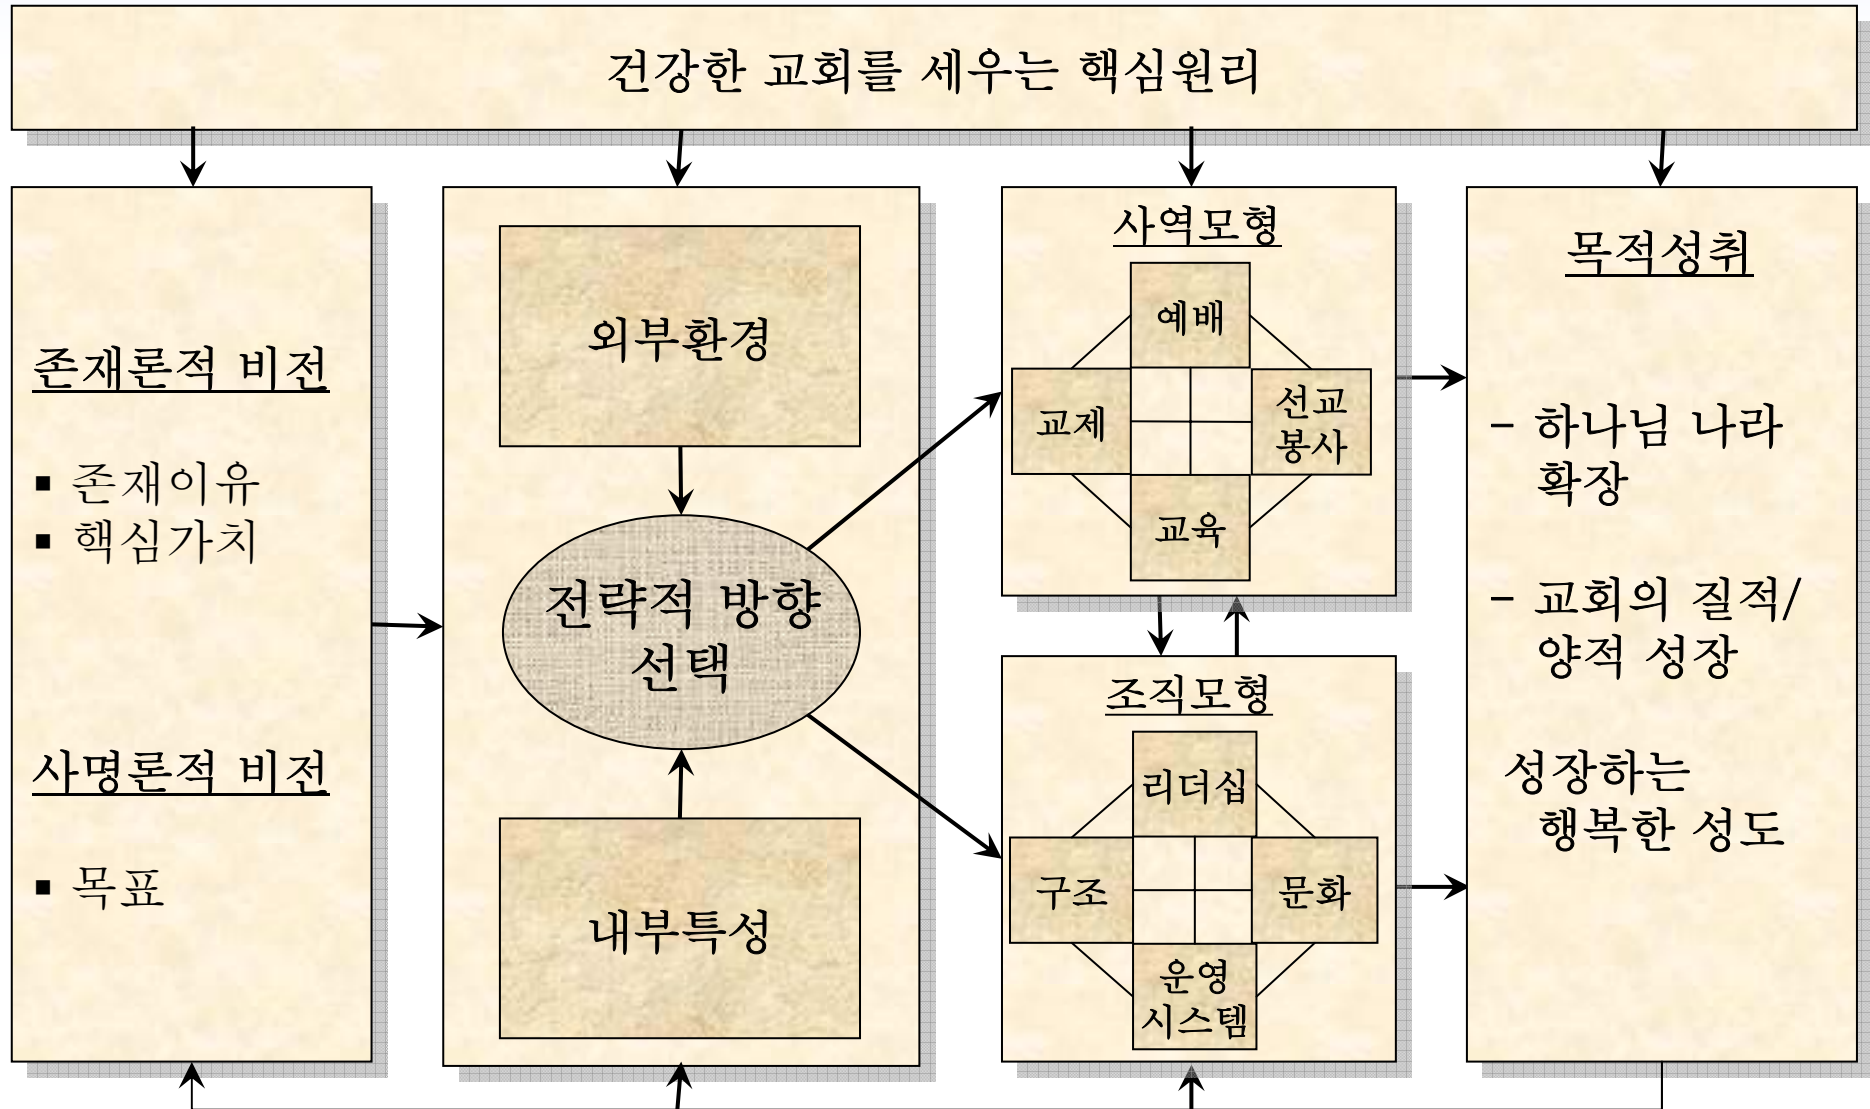 건강한 교회를 세우는 핵심원리
존재론적 비전
▪ 존재이유
▪ 핵심가치
사명론적 비전
▪ 목표
외부환경
전략적 방향
선택
내부특성
사역모형
예배
교제
선교
봉사
교육
조직모형
리더십
구조
문화
운영
시스템
목적성취
- 하나님 나라
확장
- 교회의 질적/
양적 성장
성장하는
행복한 성도